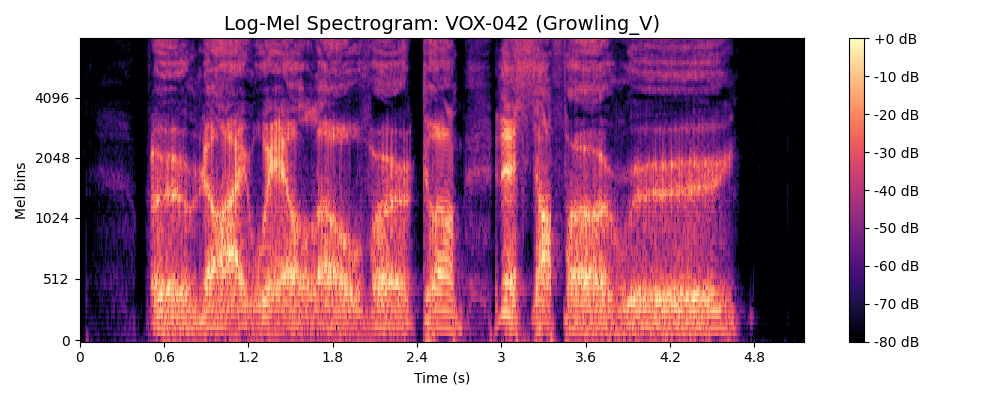 Log-Mel Spectrogram: VOX-042 (Growling_V)
Mel bins
4096
2048
1024
512
0
0 0.6 1.2 1.8 2.4 3 3.6 4.2 4.8
Time (s)
+0 dB
-10 dB
-20 dB
-30 dB
-40 dB
-50 dB
-60 dB
-70 dB
-80 dB